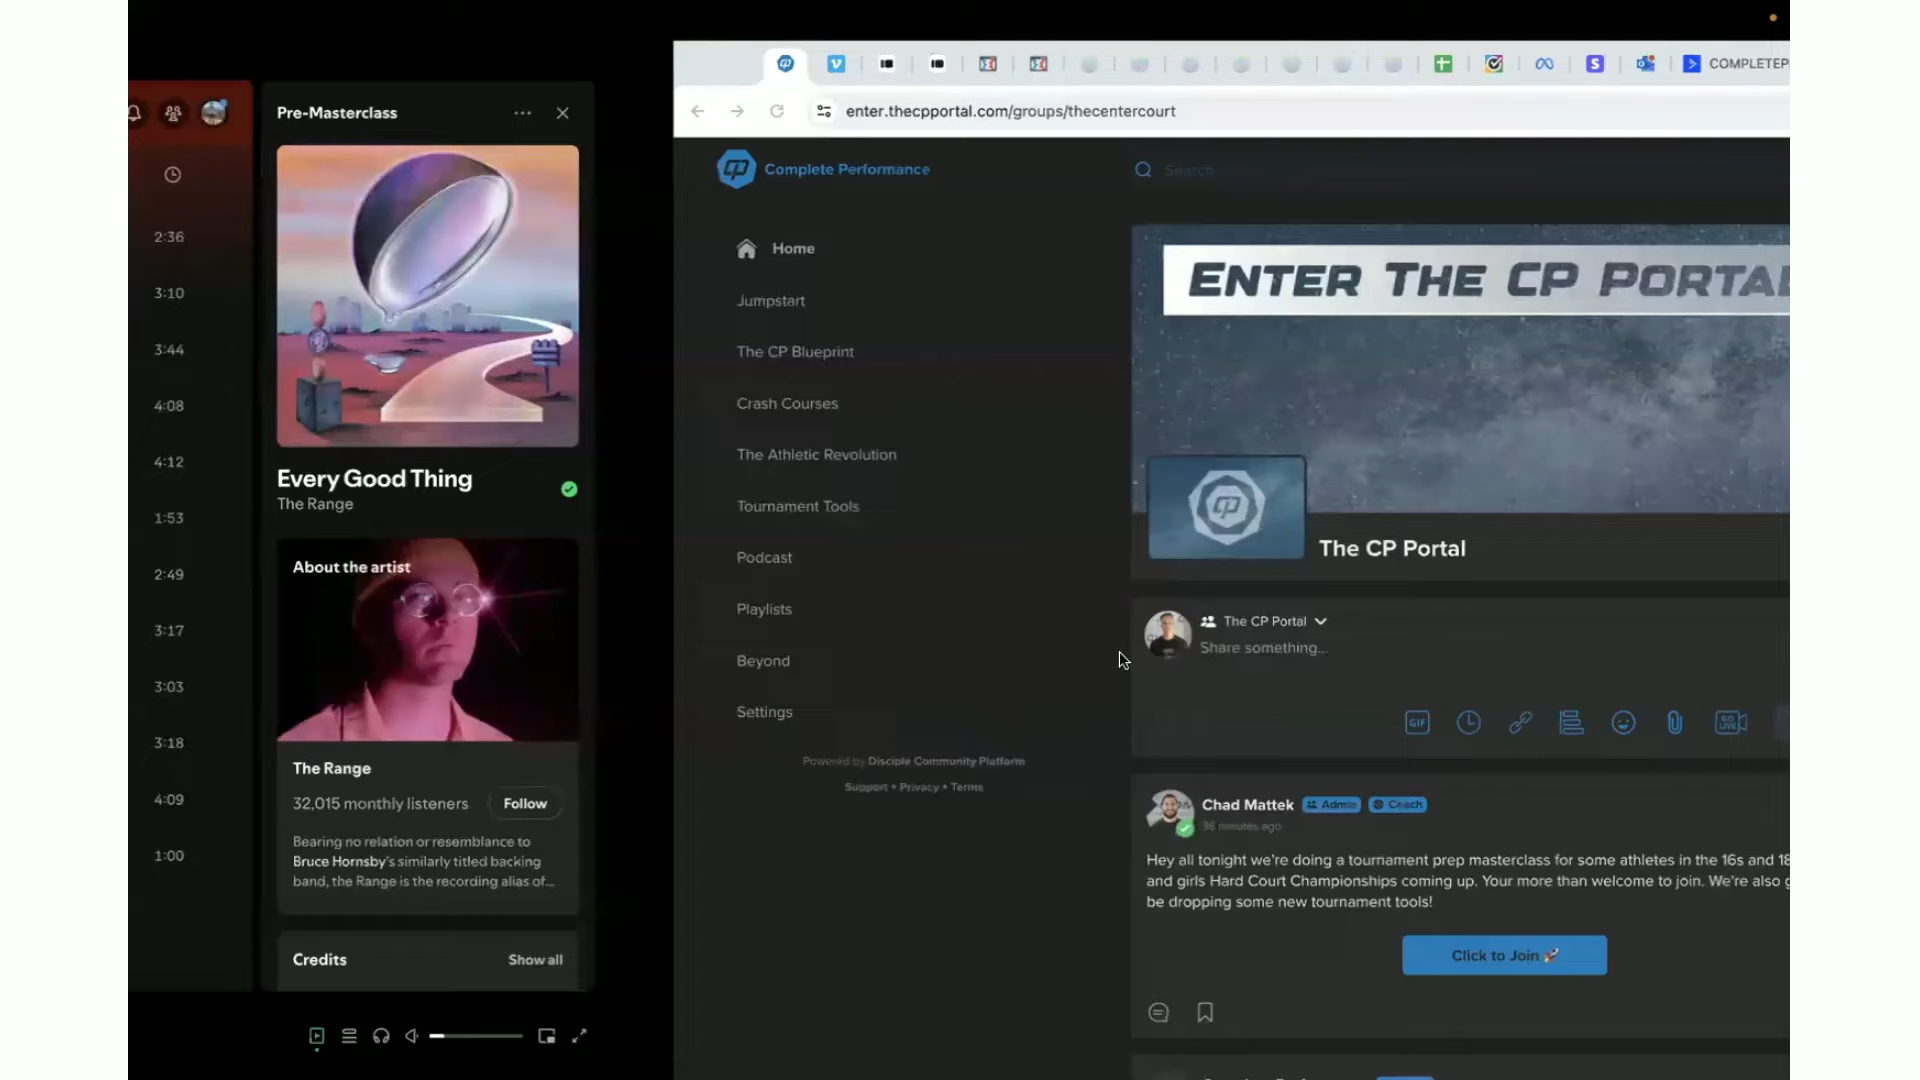 COMPLETEP
Pre-Masterclass
enter.thecpportal.com/groups/thecentercourt
Complete Performance
Search
2:36
3:10
3:44
4:08
4:12
1:53
2:49
3:17
3:03
3:18
4:09
1:00
Every Good Thing
The Range
About the artist
The Range
32,015 monthly listeners
Follow
Bearing no relation or resemblance to
Bruce Hornsby's similarly titled backing
band, the Range is the recording alias of...
Credits
Show all
Home
Jumpstart
The CP Blueprint
Crash Courses
The Athletic Revolution
Tournament Tools
Podcast
Playlists
Beyond
Settings
Powered by Disciple Community Platform
Support • Privacy • Terms
ENTER THE CP PORTAL
The CP Portal
The CP Portal
Share something...
GIF
GO LIVE
Chad Mattek Admin Coach
36 minutes ago
Hey all tonight we're doing a tournament prep masterclass for some athletes in the 16s and 18
and girls Hard Court Championships coming up. Your more than welcome to join. We're also g
be dropping some new tournament tools!
Click to Join 🚀